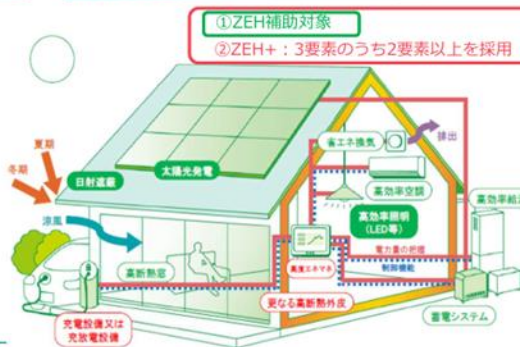 ①ZEH補助対象
②ZEH+：3要素のうち2要素以上を採用
夏期
冬期
日射遮蔽
太陽光発電
涼風
省エネ換気
排出
高効率空調
高効率照明
(LED等)
高効率給湯
電力量の把握
制御機能
高度エネマネ
高断熱窓
更なる高断熱外皮
蓄電システム
充電設備又は
充放電設備